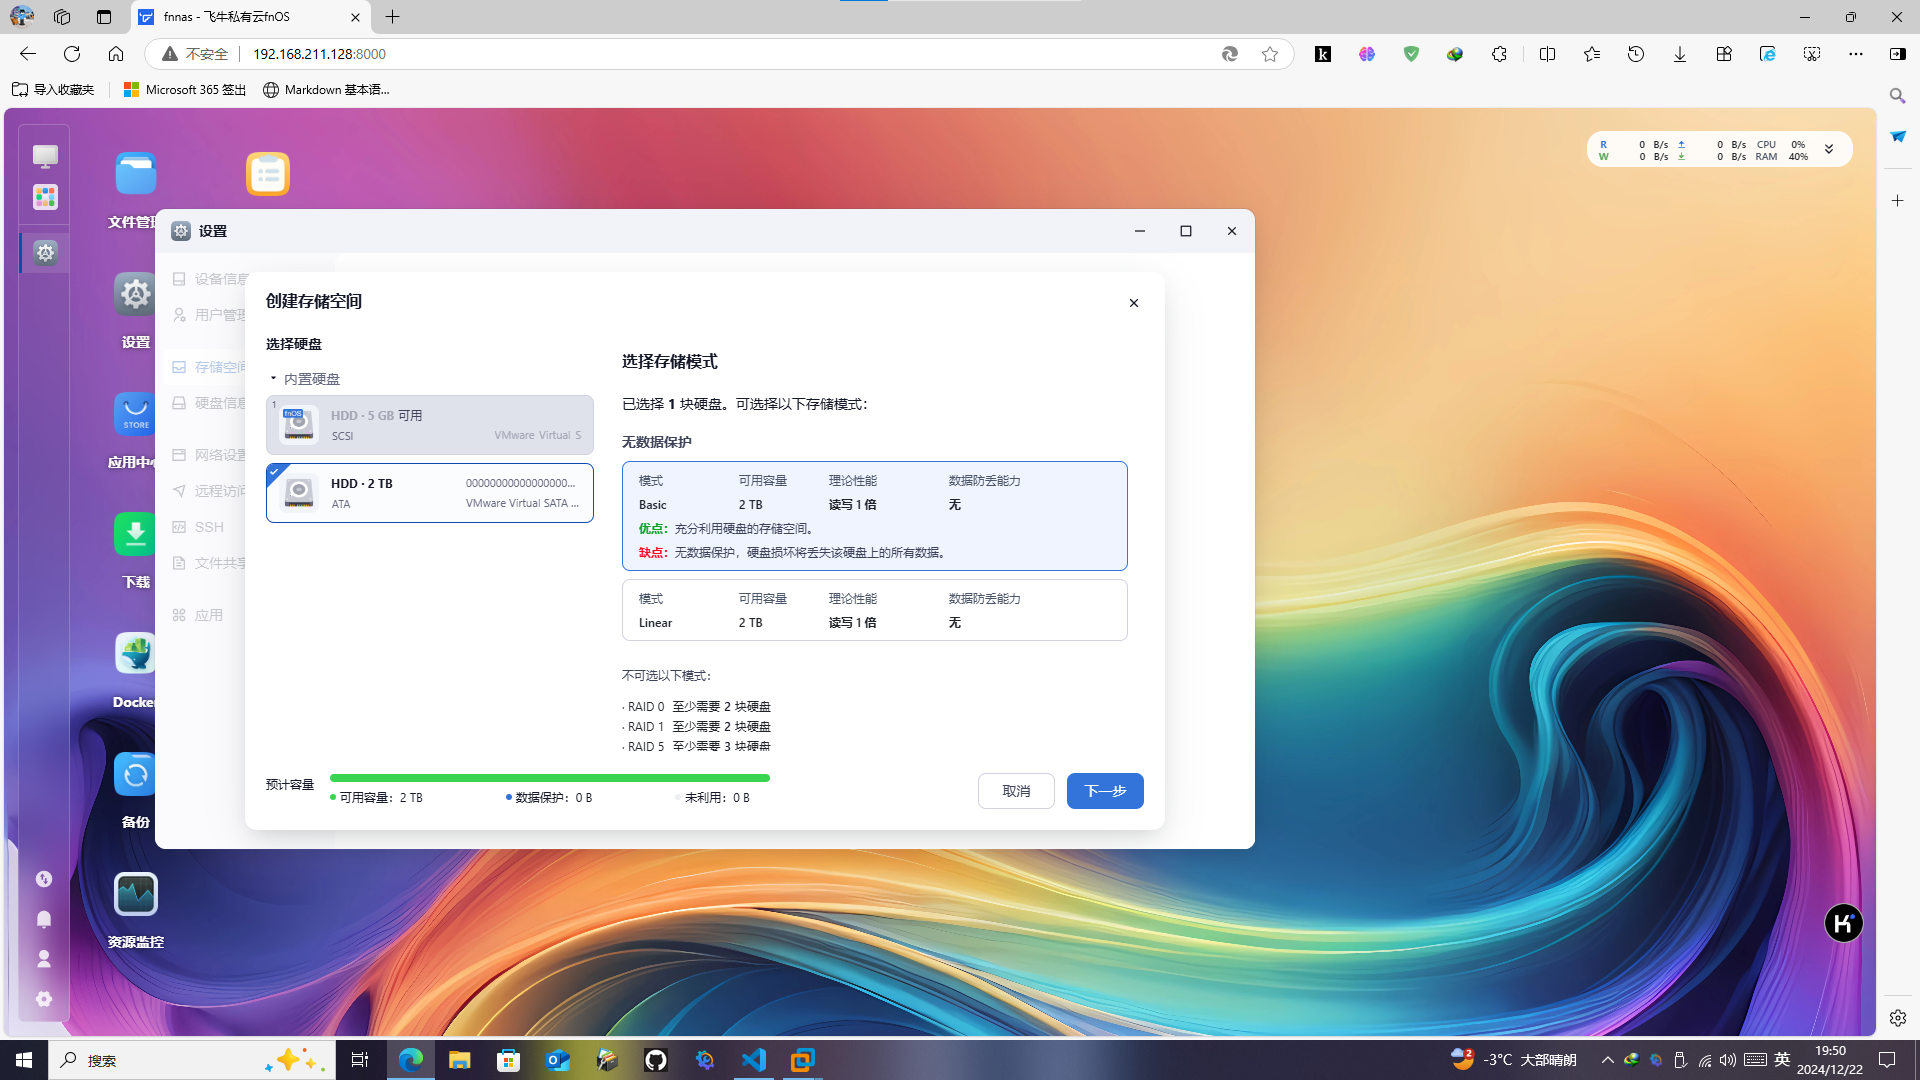 fnnas - 飞牛私有云fnOS
不安全
192.168.211.128:8000
导入收藏夹
Microsoft 365 签出
Markdown 基本语...
R 0 B/s 0 B/s CPU 0%
W 0 B/s 0 B/s RAM 40%
文件管理
设置
应用中心
STORE
下载
Docker
备份
资源监控
设置
设备信息
用户管理
存储空间
硬盘信息
网络设置
远程访问
SSH
文件共享
应用
创建存储空间
选择硬盘
内置硬盘
1
fnOS
HDD · 5 GB 可用
SCSI
VMware Virtual S
HDD · 2 TB
00000000000000000...
ATA
VMware Virtual SATA ...
选择存储模式
已选择 1 块硬盘。可选择以下存储模式：
无数据保护
模式 可用容量 理论性能 数据防丢能力
Basic 2 TB 读写 1 倍 无
优点：充分利用硬盘的存储空间。
缺点：无数据保护，硬盘损坏将丢失该硬盘上的所有数据。
模式 可用容量 理论性能 数据防丢能力
Linear 2 TB 读写 1 倍 无
不可选以下模式：
· RAID 0 至少需要 2 块硬盘
· RAID 1 至少需要 2 块硬盘
· RAID 5 至少需要 3 块硬盘
预计容量
可用容量：2 TB
数据保护：0 B
未利用：0 B
取消
下一步
搜索
2
-3°C 大部晴朗
英
19:50
2024/12/22